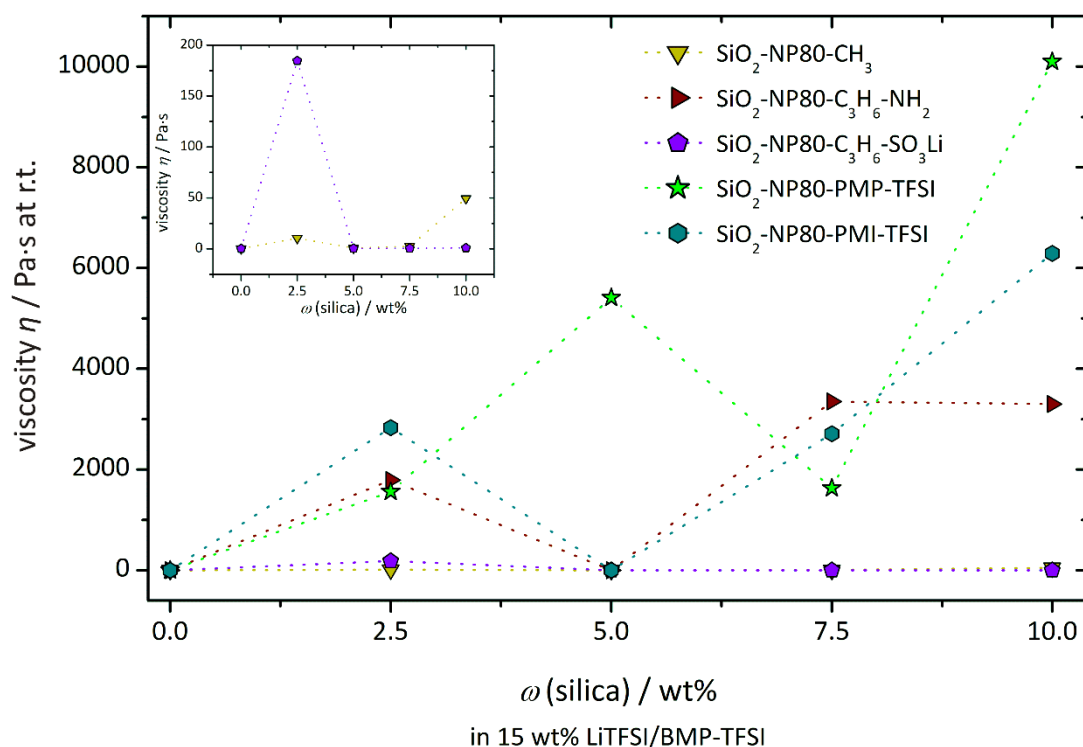 10000
8000
6000
4000
2000
0
viscosity η / Pa·s at r.t.
200
150
100
50
0
viscosity η / Pa·s
0.0 2.5 5.0 7.5 10.0
ω (silica) / wt%
SiO₂-NP80-CH₃
SiO₂-NP80-C₃H₆-NH₂
SiO₂-NP80-C₃H₆-SO₃Li
SiO₂-NP80-PMP-TFSI
SiO₂-NP80-PMI-TFSI
0.0 2.5 5.0 7.5 10.0
ω (silica) / wt%
in 15 wt% LiTFSI/BMP-TFSI